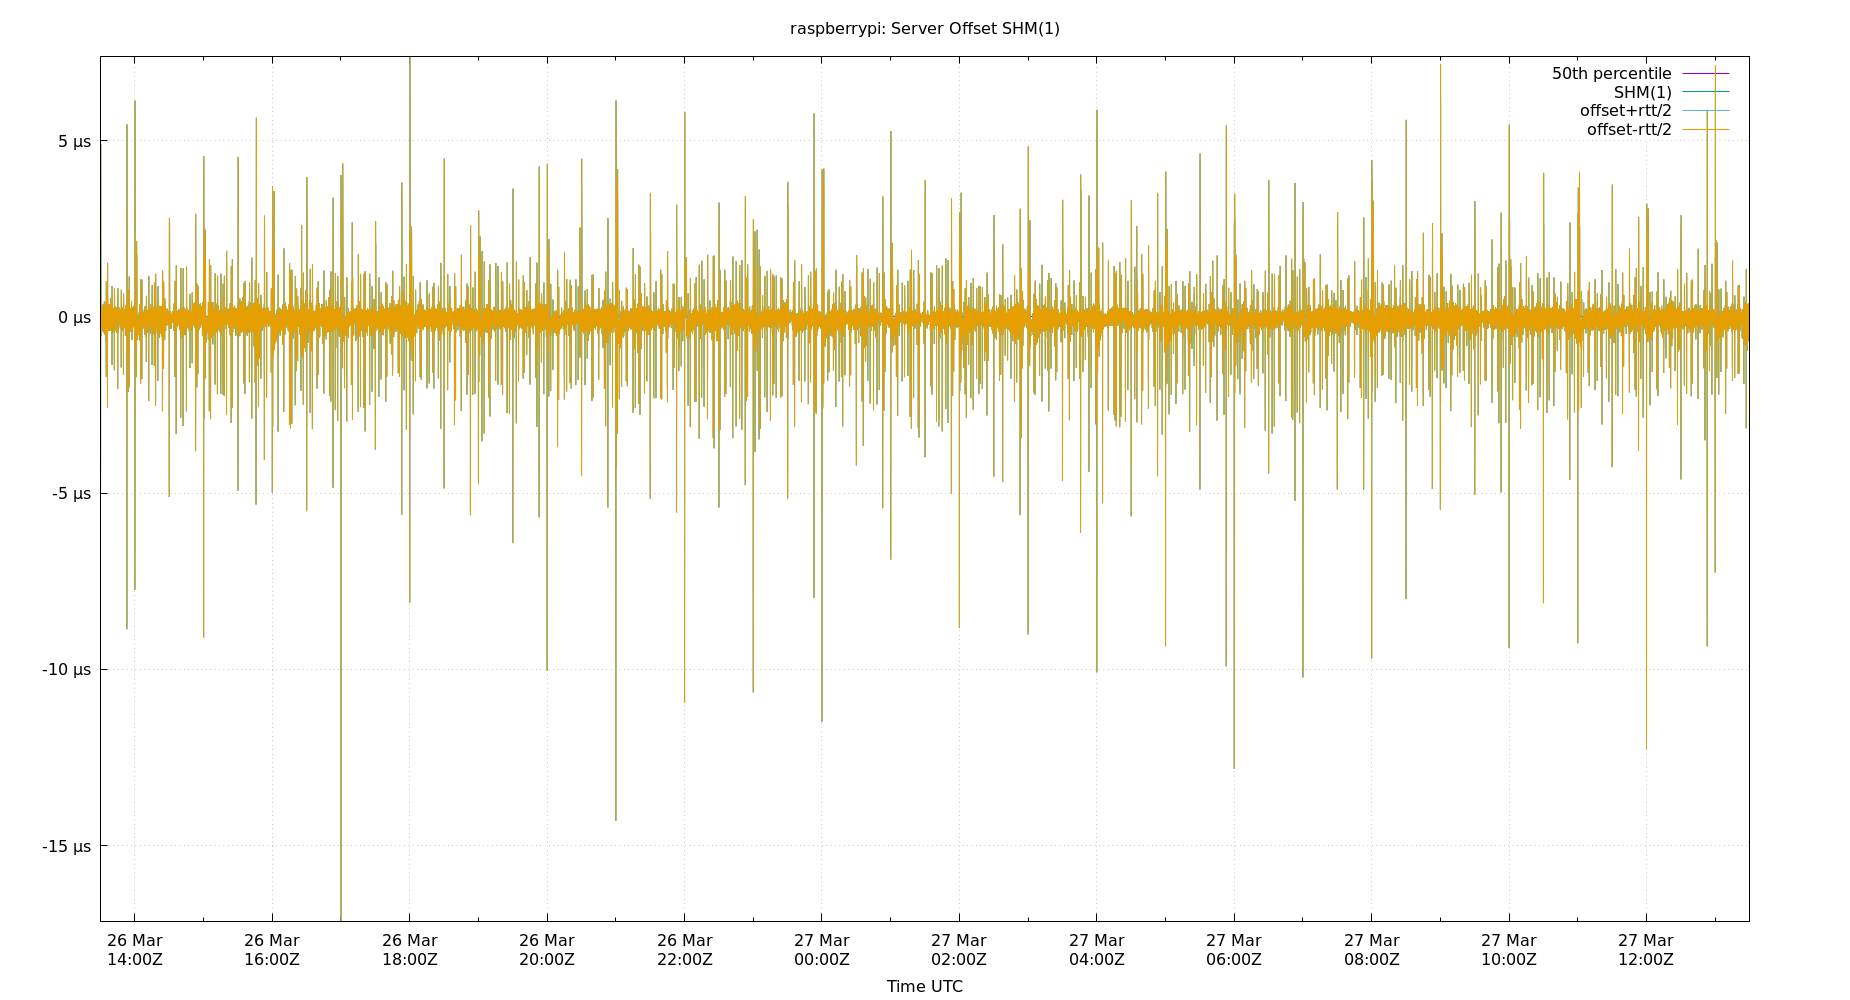 raspberrypi: Server Offset SHM(1)
50th percentile
SHM(1)
offset+rtt/2
offset-rtt/2
5 µs
0 µs
-5 µs
-10 µs
-15 µs
26 Mar 26 Mar 26 Mar 26 Mar 26 Mar 27 Mar 27 Mar 27 Mar 27 Mar 27 Mar 27 Mar 27 Mar
14:00Z 16:00Z 18:00Z 20:00Z 22:00Z 00:00Z 02:00Z 04:00Z 06:00Z 08:00Z 10:00Z 12:00Z
Time UTC